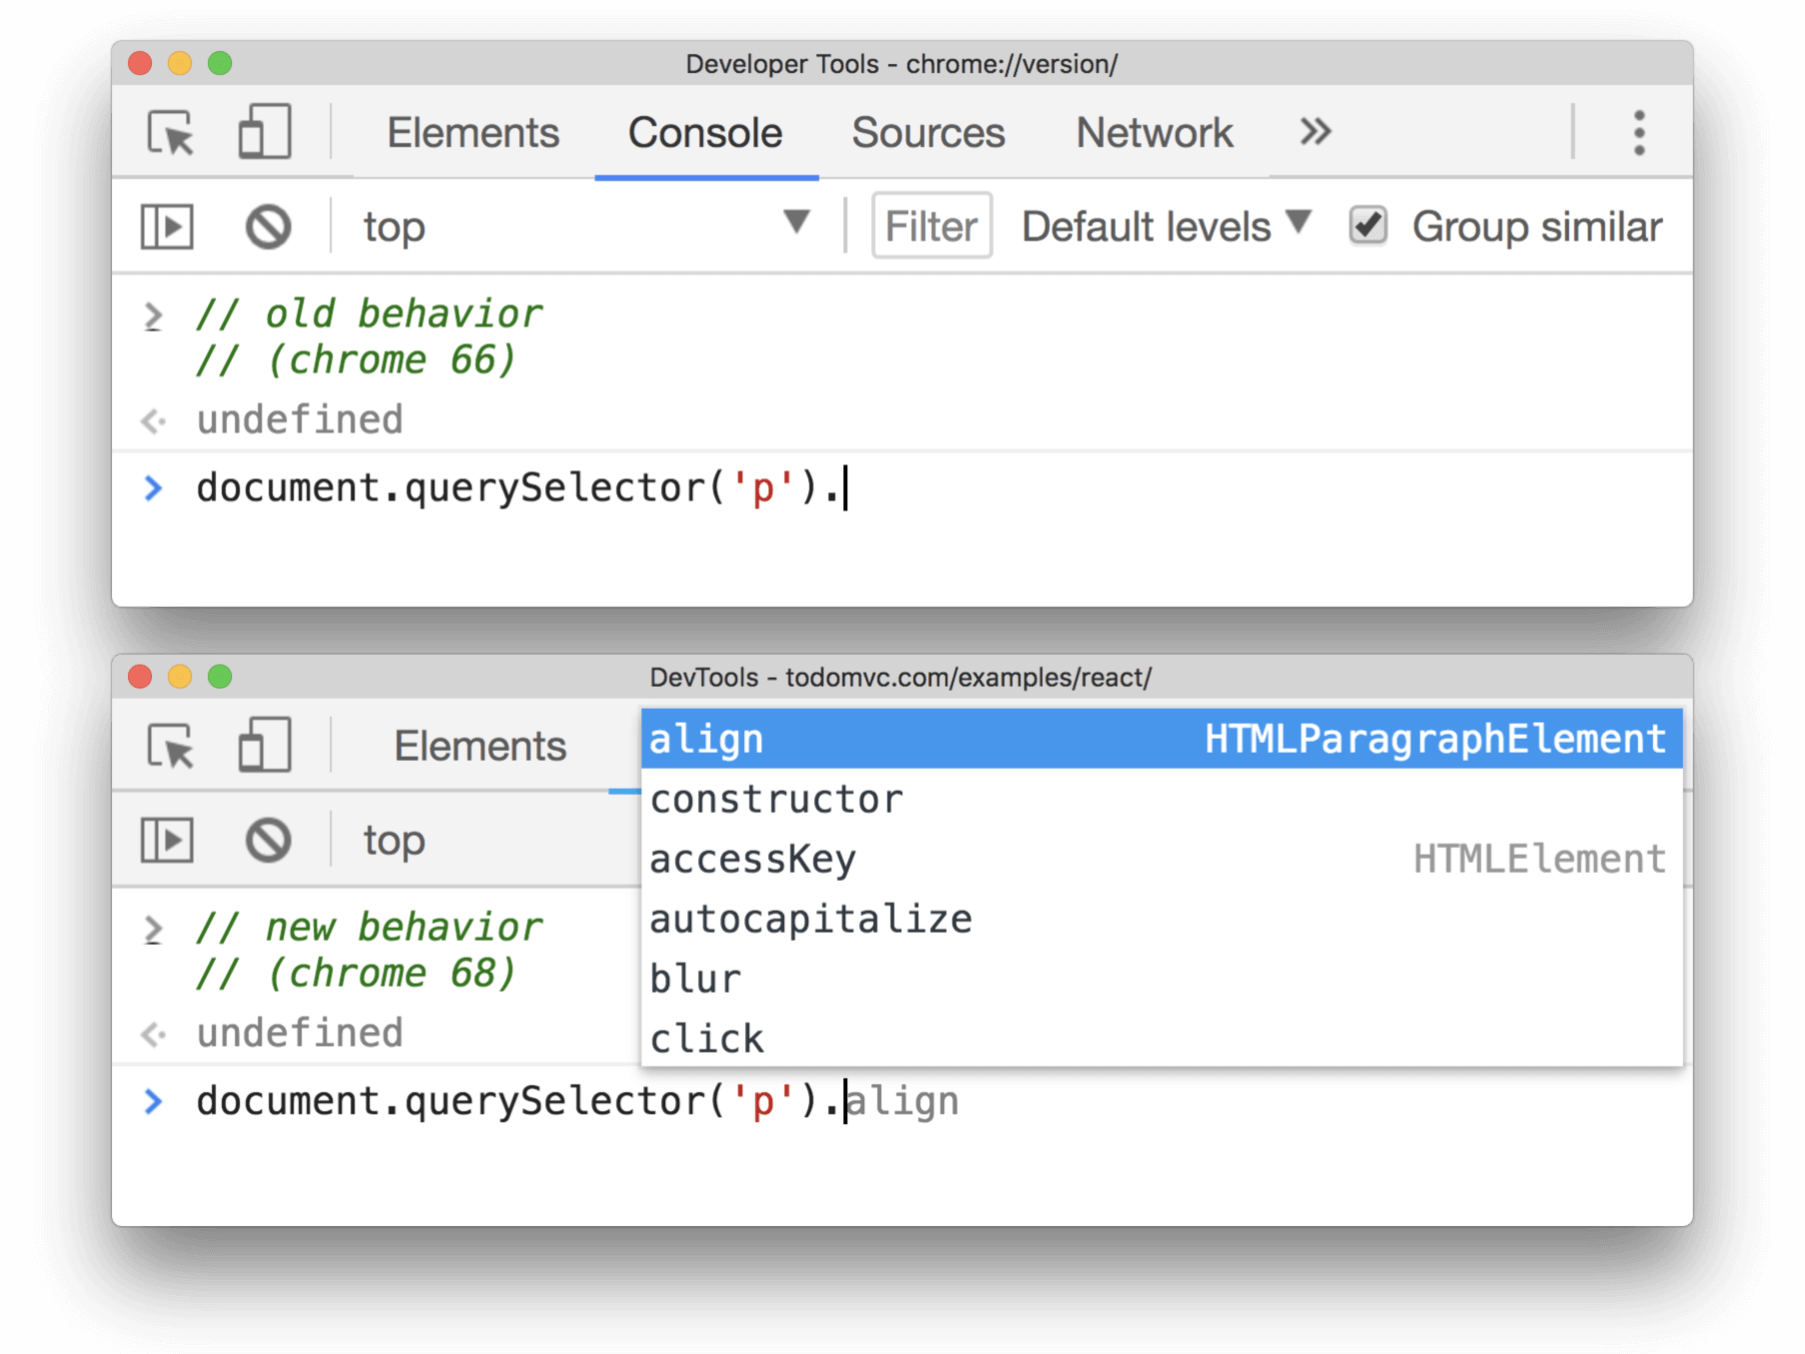 Developer Tools - chrome://version/
Elements Console Sources Network »
top ▼ Filter Default levels ▼ Group similar
> // old behavior
// (chrome 66)
undefined
> document.querySelector('p').
DevTools - todomvc.com/examples/react/
Elements
align HTMLParagraphElement
constructor
top
accessKey HTMLElement
autocapitalize
> // new behavior
blur
// (chrome 68)
click
undefined
> document.querySelector('p').align